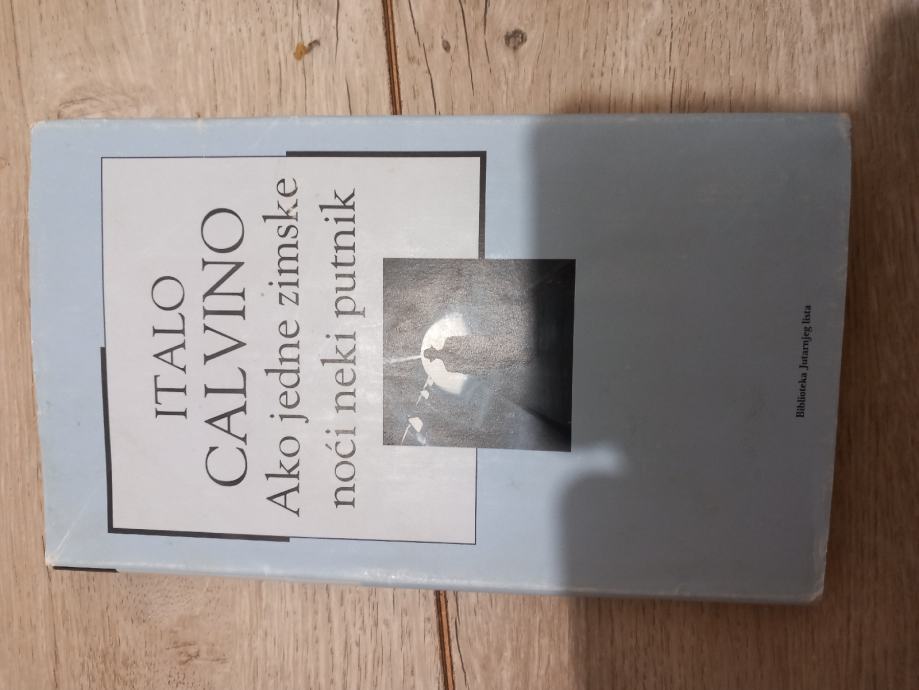 ITALO
CALVINO
Ako jedne zimske
noći neki putnik
Biblioteka Jutarnjeg lista